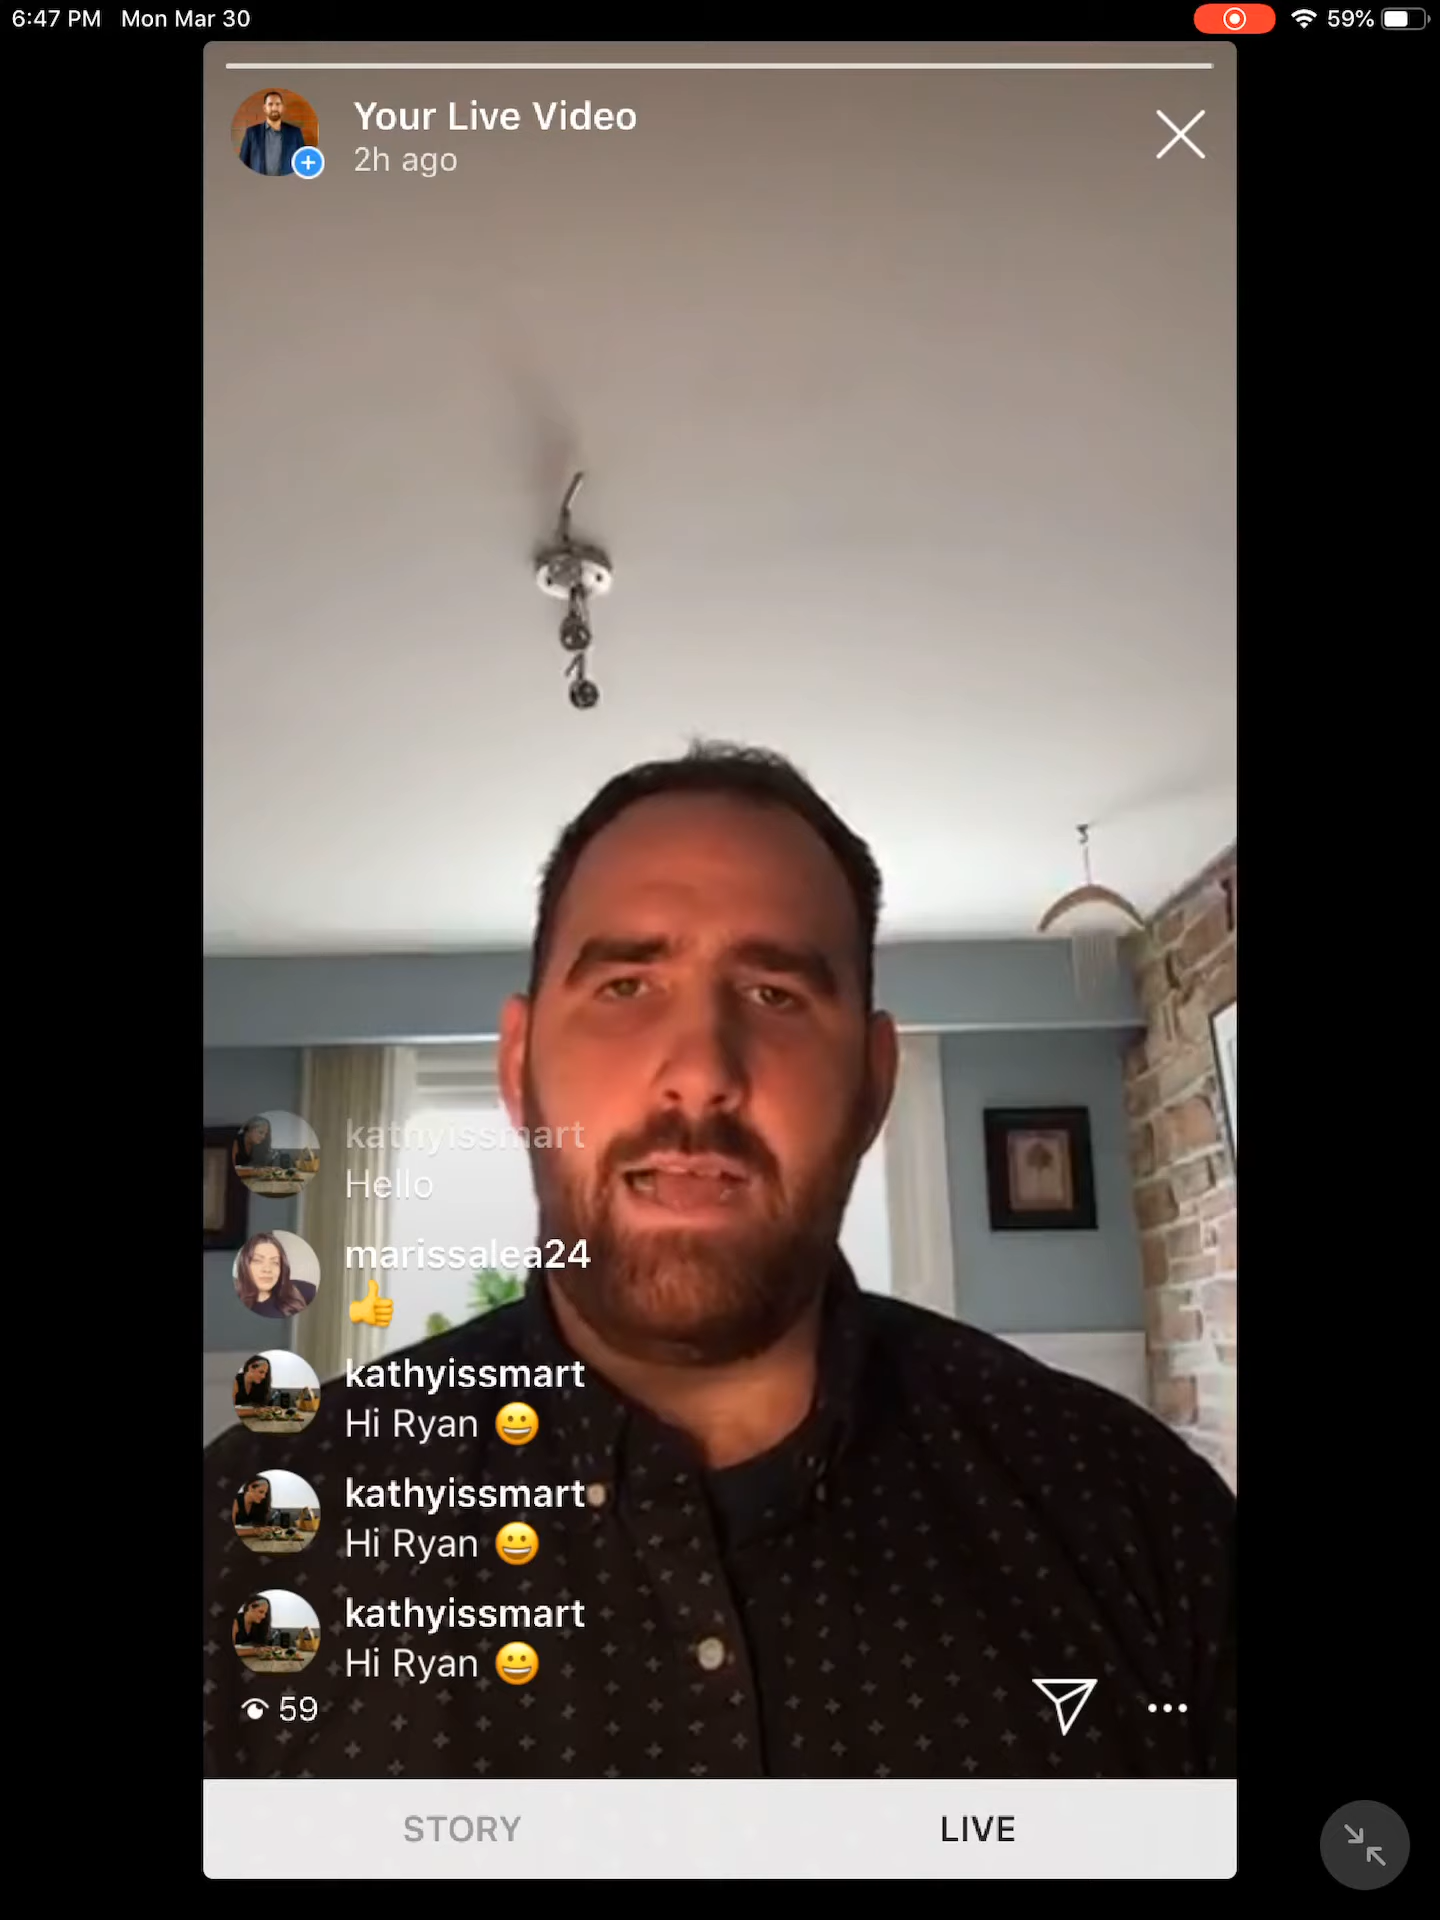 6:47 PM Mon Mar 30
59%
Your Live Video
2h ago
kathyissmart
Hello
marissalea24
👍
kathyissmart
Hi Ryan 😀
kathyissmart
Hi Ryan 😀
kathyissmart
Hi Ryan 😀
59
STORY LIVE